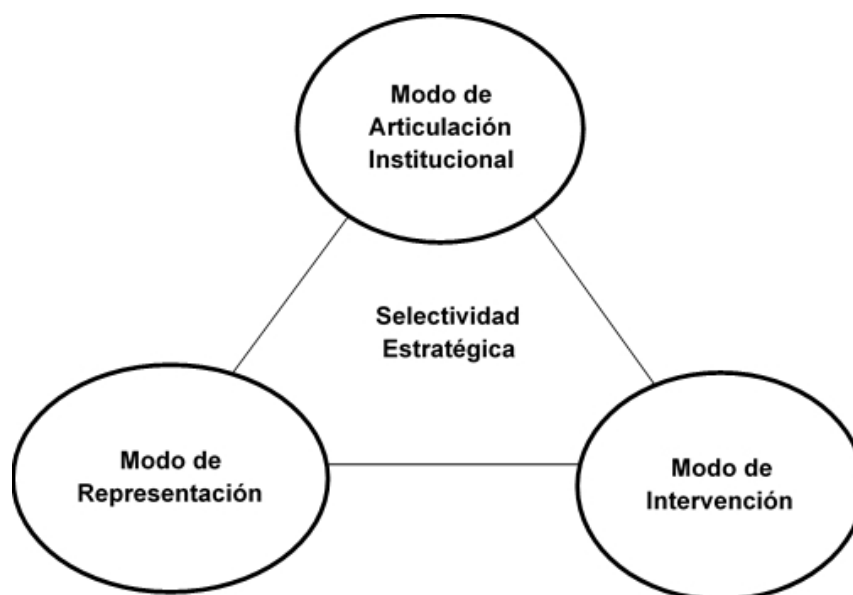 Modo de
Articulación
Institucional
Selectividad
Estratégica
Modo de
Representación
Modo de
Intervención